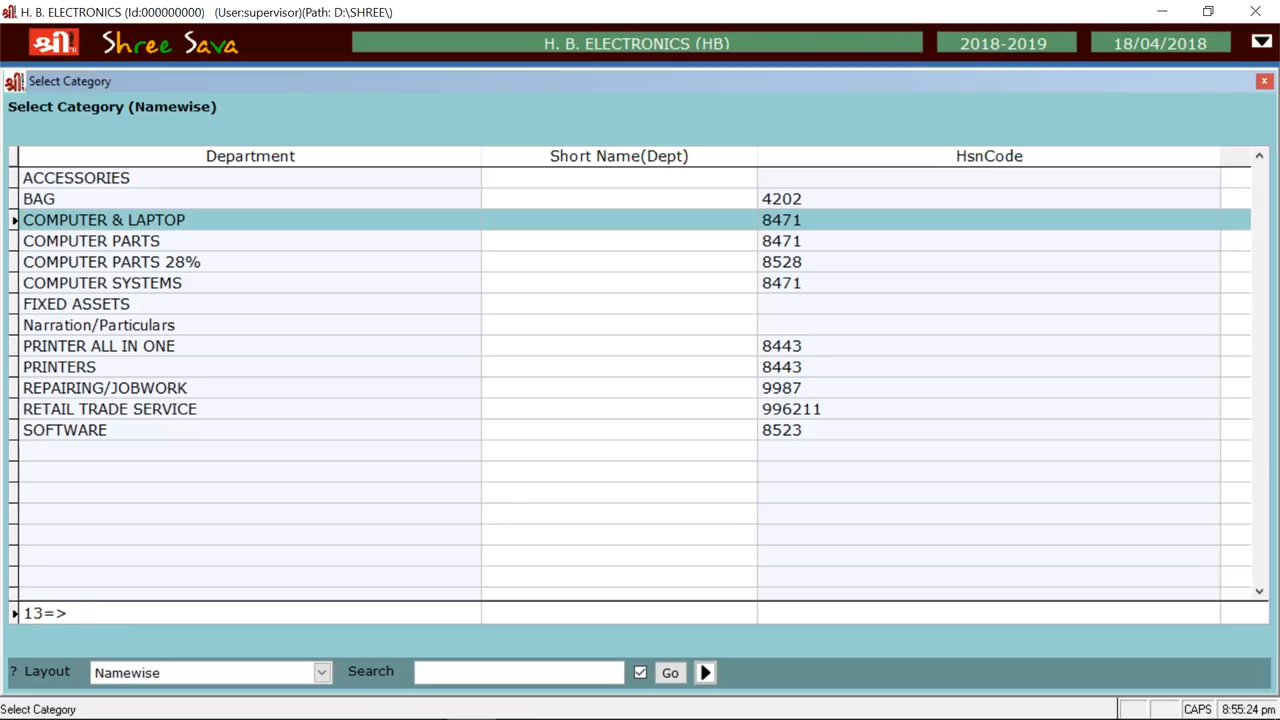 H. B. ELECTRONICS (Id:000000000) (User:supervisor)(Path: D:\SHREE\)
श्री Shree Sava H. B. ELECTRONICS (HB) 2018-2019 18/04/2018
श्री Select Category x
Select Category (Namewise)
Department Short Name(Dept) HsnCode
ACCESSORIES
BAG 4202
COMPUTER & LAPTOP 8471
COMPUTER PARTS 8471
COMPUTER PARTS 28% 8528
COMPUTER SYSTEMS 8471
FIXED ASSETS
Narration/Particulars
PRINTER ALL IN ONE 8443
PRINTERS 8443
REPAIRING/JOBWORK 9987
RETAIL TRADE SERVICE 996211
SOFTWARE 8523
13=>
? Layout Namewise Search Go
Select Category CAPS 8:55:24 pm